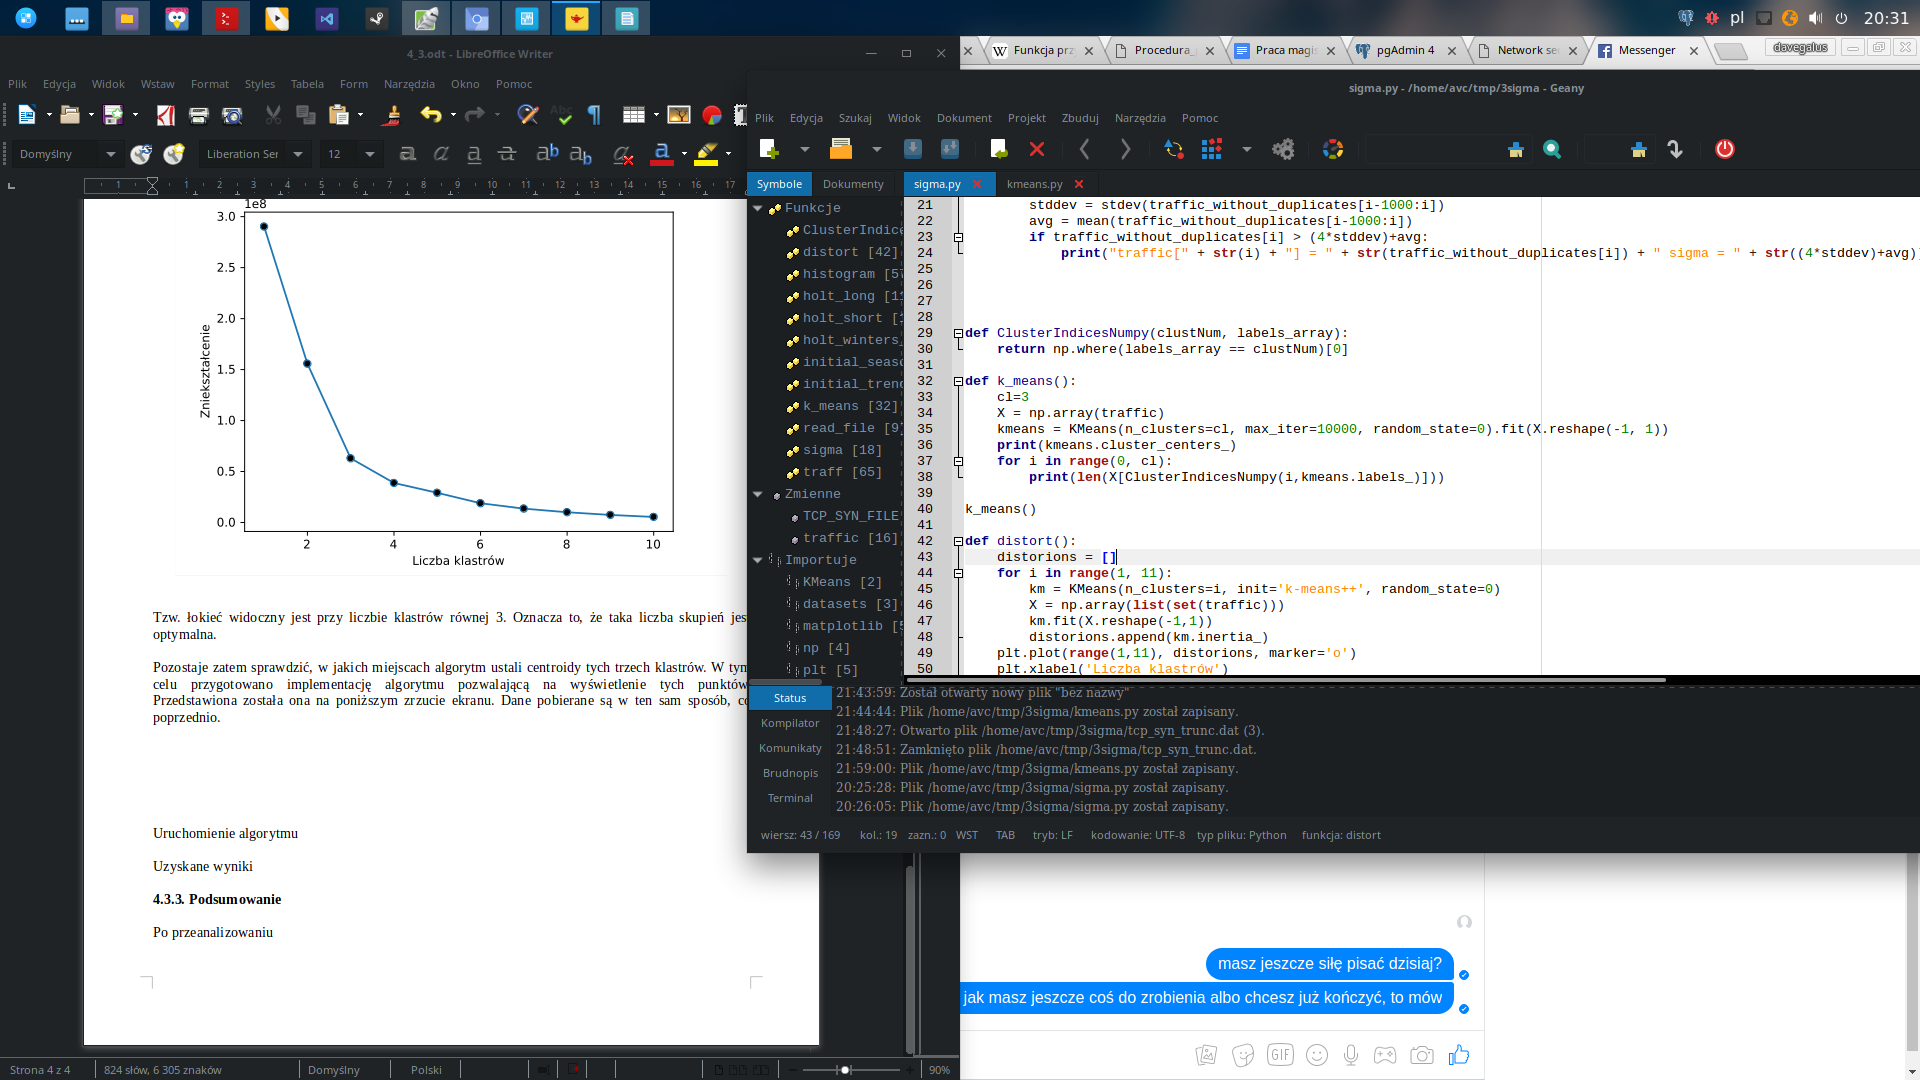 pl
20:31
4_3.odt - LibreOffice Writer
Plik Edycja Widok Wstaw Format Styles Tabela Form Narzędzia Okno Pomoc
Domyślny
Liberation Ser
12
1 1 2 3 4 5 6 7 8 9 10 11 12 13 14 15 16 17
1e8
3.0
2.5
2.0
1.5
1.0
0.5
0.0
Zniekształcenie
2 4 6 8 10
Liczba klastrów
Tzw. łokieć widoczny jest przy liczbie klastrów równej 3. Oznacza to, że taka liczba skupień jes
optymalna.
Pozostaje zatem sprawdzić, w jakich miejscach algorytm ustali centroidy tych trzech klastrów. W tym
celu przygotowano implementację algorytmu pozwalającą na wyświetlenie tych punktów
Przedstawiona została ona na poniższym zrzucie ekranu. Dane pobierane są w ten sam sposób, co
poprzednio.
Uruchomienie algorytmu
Uzyskane wyniki
4.3.3. Podsumowanie
Po przeanalizowaniu
Strona 4 z 4
824 słów, 6 305 znaków
Domyślny
Polski
90%
Funkcja prz
Procedura_
Praca magis
pgAdmin 4
Network se
Messenger
davegalus
sigma.py - /home/avc/tmp/3sigma - Geany
Plik Edycja Szukaj Widok Dokument Projekt Zbuduj Narzędzia Pomoc
Symbole Dokumenty
sigma.py
kmeans.py
Funkcje
ClusterIndice
distort [42]
histogram [57
holt_long [11
holt_short [
holt_winters
initial_seaso
initial_trend
k_means [32]
read_file [9]
sigma [18]
traff [65]
Zmienne
TCP_SYN_FILE
traffic [16]
Importuje
KMeans [2]
datasets [3]
matplotlib [5
np [4]
plt [5]
21 stddev = stdev(traffic_without_duplicates[i-1000:i])
22 avg = mean(traffic_without_duplicates[i-1000:i])
23 if traffic_without_duplicates[i] > (4*stddev)+avg:
24 print("traffic[" + str(i) + "] = " + str(traffic_without_duplicates[i]) + " sigma = " + str((4*stddev)+avg))
25
26
27
28
29 def ClusterIndicesNumpy(clustNum, labels_array):
30 return np.where(labels_array == clustNum)[0]
31
32 def k_means():
33 cl=3
34 X = np.array(traffic)
35 kmeans = KMeans(n_clusters=cl, max_iter=10000, random_state=0).fit(X.reshape(-1, 1))
36 print(kmeans.cluster_centers_)
37 for i in range(0, cl):
38 print(len(X[ClusterIndicesNumpy(i,kmeans.labels_)]))
39
40 k_means()
41
42 def distort():
43 distorions = []
44 for i in range(1, 11):
45 km = KMeans(n_clusters=i, init='k-means++', random_state=0)
46 X = np.array(list(set(traffic)))
47 km.fit(X.reshape(-1,1))
48 distorions.append(km.inertia_)
49 plt.plot(range(1,11), distorions, marker='o')
50 plt.xlabel('Liczba klastrów')
Status
Kompilator
Komunikaty
Brudnopis
Terminal
21:43:59: Został otwarty nowy plik "bez nazwy"
21:44:44: Plik /home/avc/tmp/3sigma/kmeans.py został zapisany.
21:48:27: Otwarto plik /home/avc/tmp/3sigma/tcp_syn_trunc.dat (3).
21:48:51: Zamknięto plik /home/avc/tmp/3sigma/tcp_syn_trunc.dat.
21:59:00: Plik /home/avc/tmp/3sigma/kmeans.py został zapisany.
20:25:28: Plik /home/avc/tmp/3sigma/sigma.py został zapisany.
20:26:05: Plik /home/avc/tmp/3sigma/sigma.py został zapisany.
wiersz: 43 / 169 kol.: 19 zazn.: 0 WST TAB tryb: LF kodowanie: UTF-8 typ pliku: Python funkcja: distort
masz jeszcze siłę pisać dzisiaj?
jak masz jeszcze coś do zrobienia albo chcesz już kończyć, to mów
GIF